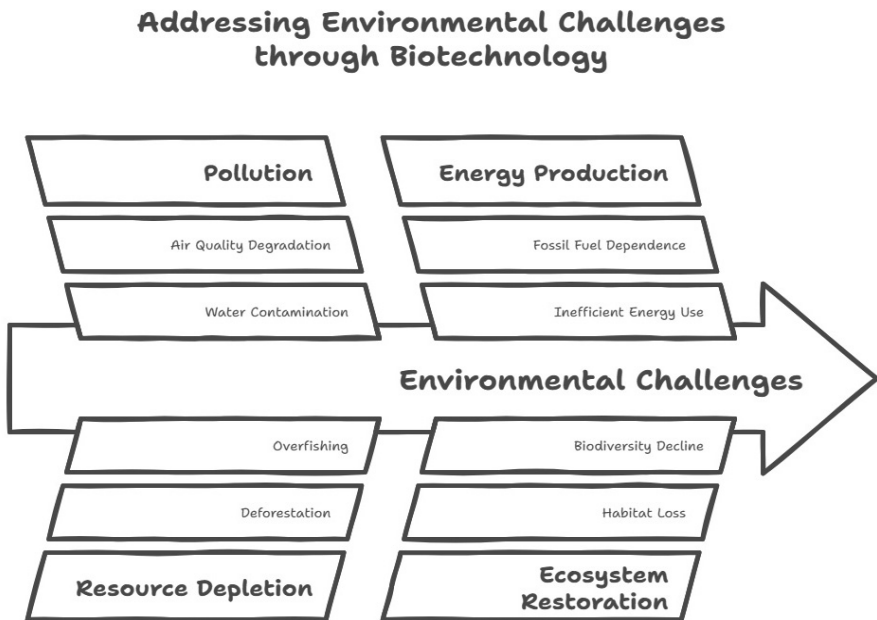 Addressing Environmental Challenges
through Biotechnology
Pollution
Air Quality Degradation
Water Contamination
Energy Production
Fossil Fuel Dependence
Inefficient Energy Use
Environmental Challenges
Overfishing
Deforestation
Resource Depletion
Biodiversity Decline
Habitat Loss
Ecosystem
Restoration